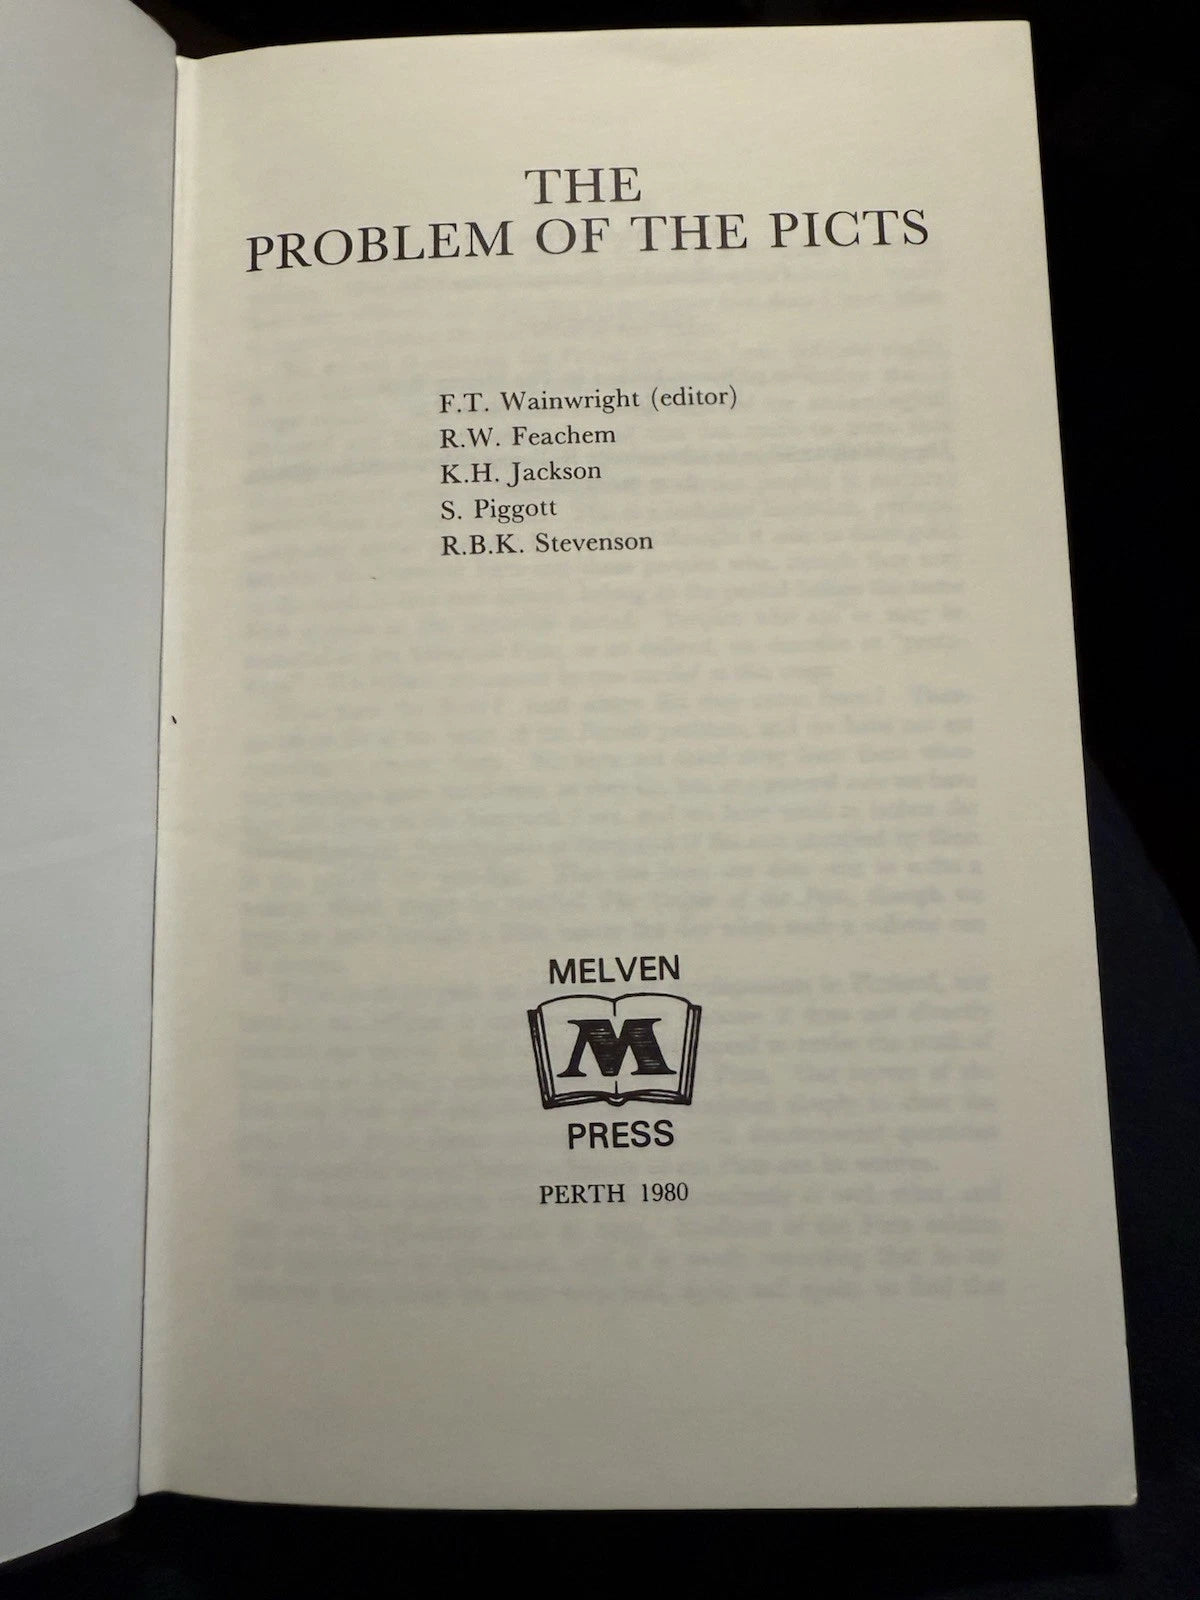 THE
PROBLEM OF THE PICTS
F.T. Wainwright (editor)
R.W. Feachem
K.H. Jackson
S. Piggott
R.B.K. Stevenson
MELVEN
M
PRESS
PERTH 1980